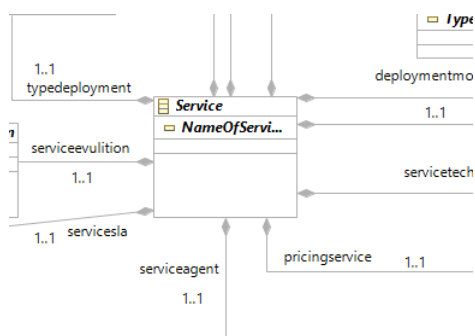 Type
1..1
typedeployment
deploymentmo
Service
1..1
NameOfServi...
serviceevulition
1..1
servicetech
1..1
servicesla
serviceagent
pricingservice
1..1
1..1